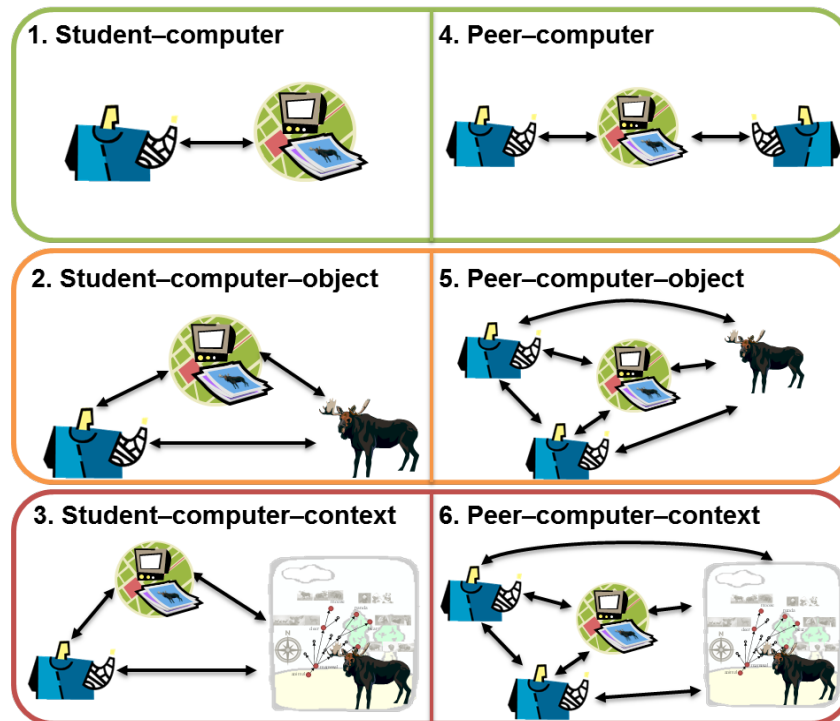 1. Student–computer
4. Peer–computer
2. Student–computer–object
5. Peer–computer–object
3. Student–computer–context
6. Peer–computer–context
N
N